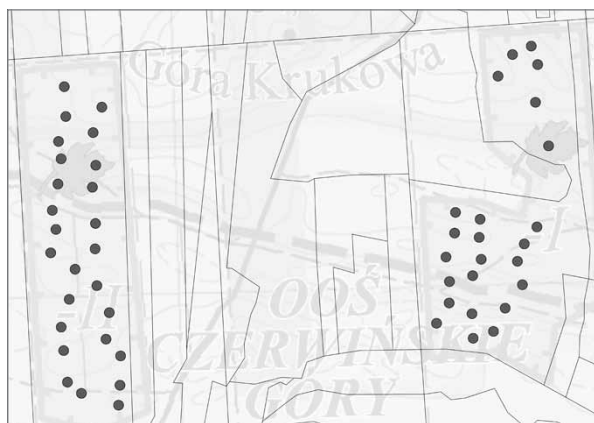 Góra Krukowa
-I
-II
OOŚ
CZERWIŃSKIE
GÓRY